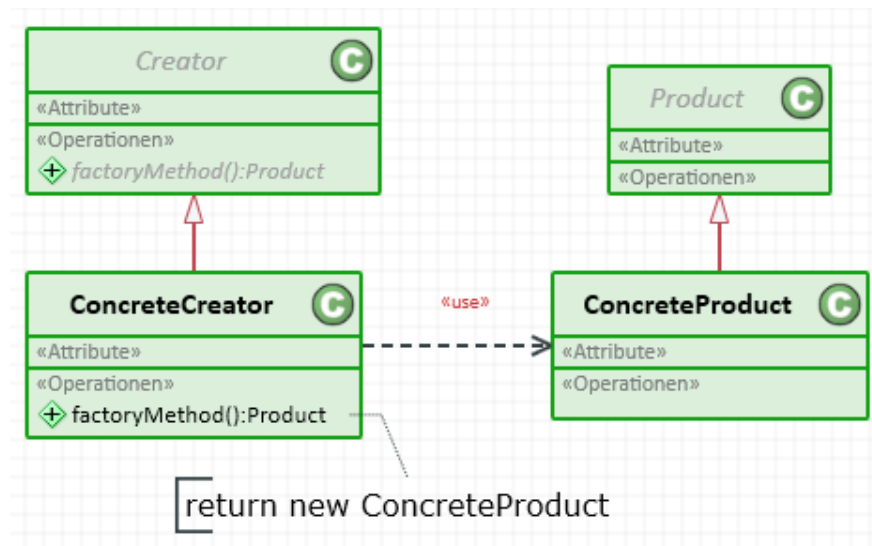 Creator
C
«Attribute»
«Operationen»
+ factoryMethod():Product
Product
C
«Attribute»
«Operationen»
ConcreteCreator
C
«Attribute»
«Operationen»
+ factoryMethod():Product
«use»
ConcreteProduct
C
«Attribute»
«Operationen»
return new ConcreteProduct